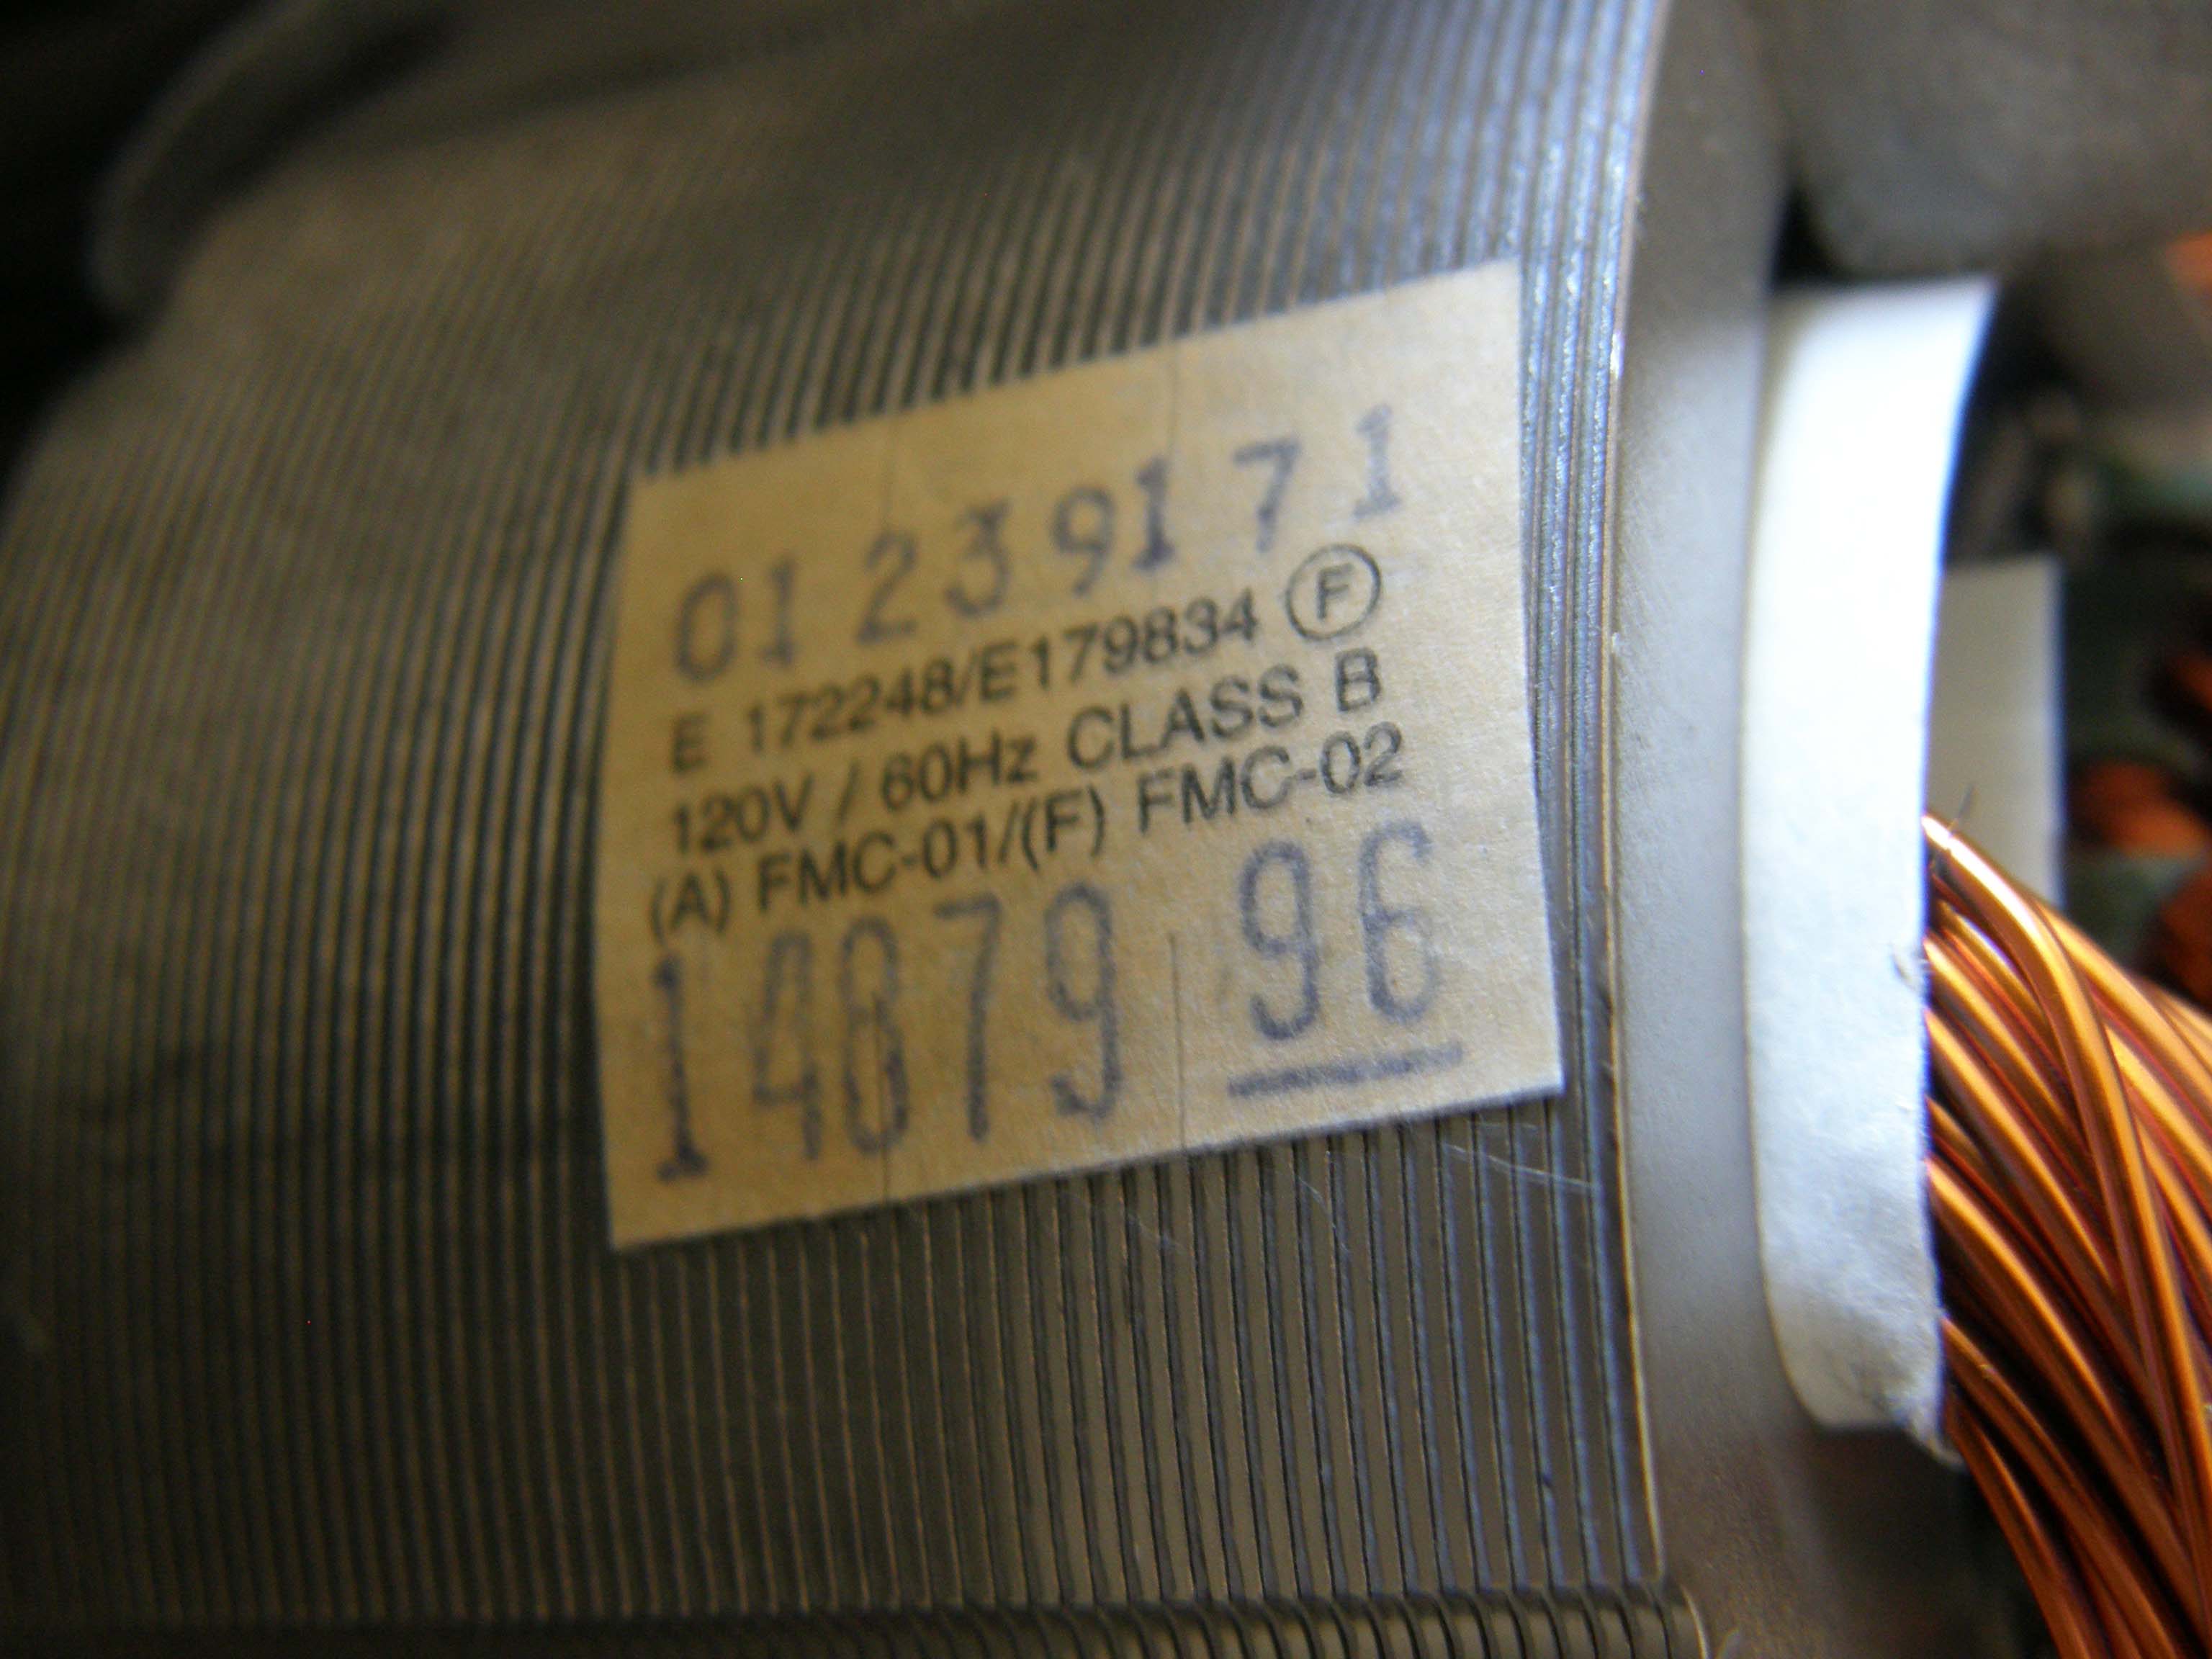 01239171
E 172248/E179834 F
120V / 60Hz CLASS B
(A) FMC-01/(F) FMC-02
14879 96